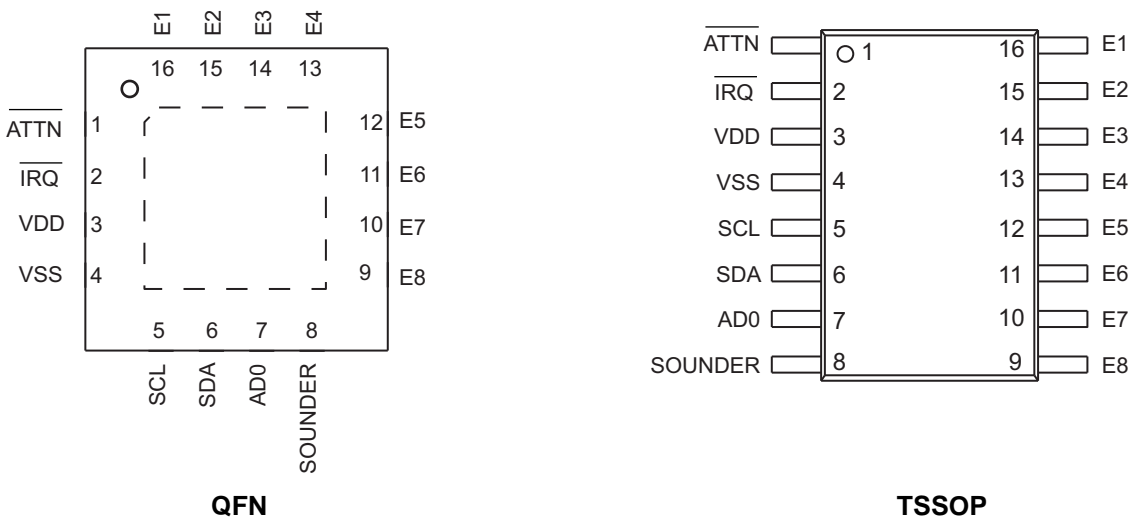 E1 E2 E3 E4
16 15 14 13
ATTN 1 12 E5
IRQ 2 11 E6
VDD 3 10 E7
VSS 4 9 E8
5 6 7 8
SCL SDA AD0 SOUNDER
QFN
ATTN 1 16 E1
IRQ 2 15 E2
VDD 3 14 E3
VSS 4 13 E4
SCL 5 12 E5
SDA 6 11 E6
AD0 7 10 E7
SOUNDER 8 9 E8
TSSOP